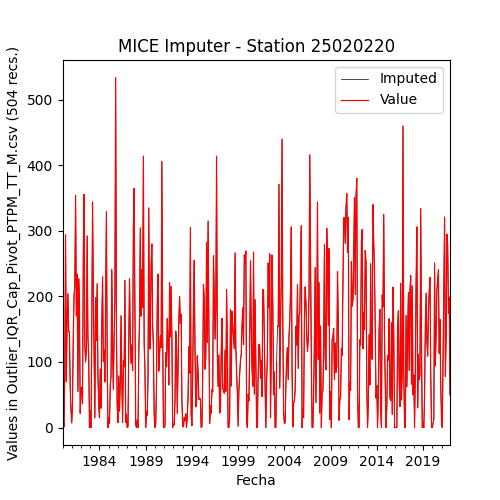 MICE Imputer - Station 25020220
Imputed
Value
Values in Outlier_IQR_Cap_Pivot_PTPM_TT_M.csv (504 recs.)
500
400
300
200
100
0
1984 1989 1994 1999 2004 2009 2014 2019
Fecha